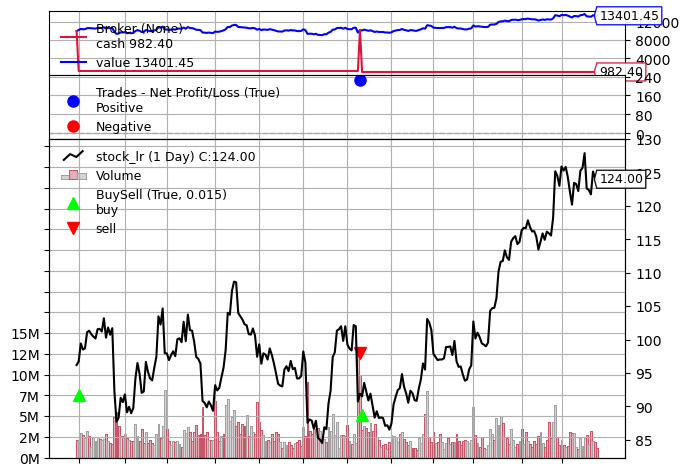 Broker (None)
cash 982.40
value 13401.45
13401.45
12000
8000
4000
982.40
240
Trades - Net Profit/Loss (True)
Positive
Negative
160
80
0
130
stock_lr (1 Day) C:124.00
Volume
BuySell (True, 0.015)
buy
sell
125
124.00
120
115
110
105
100
95
90
85
15M
12M
10M
7M
5M
2M
0M